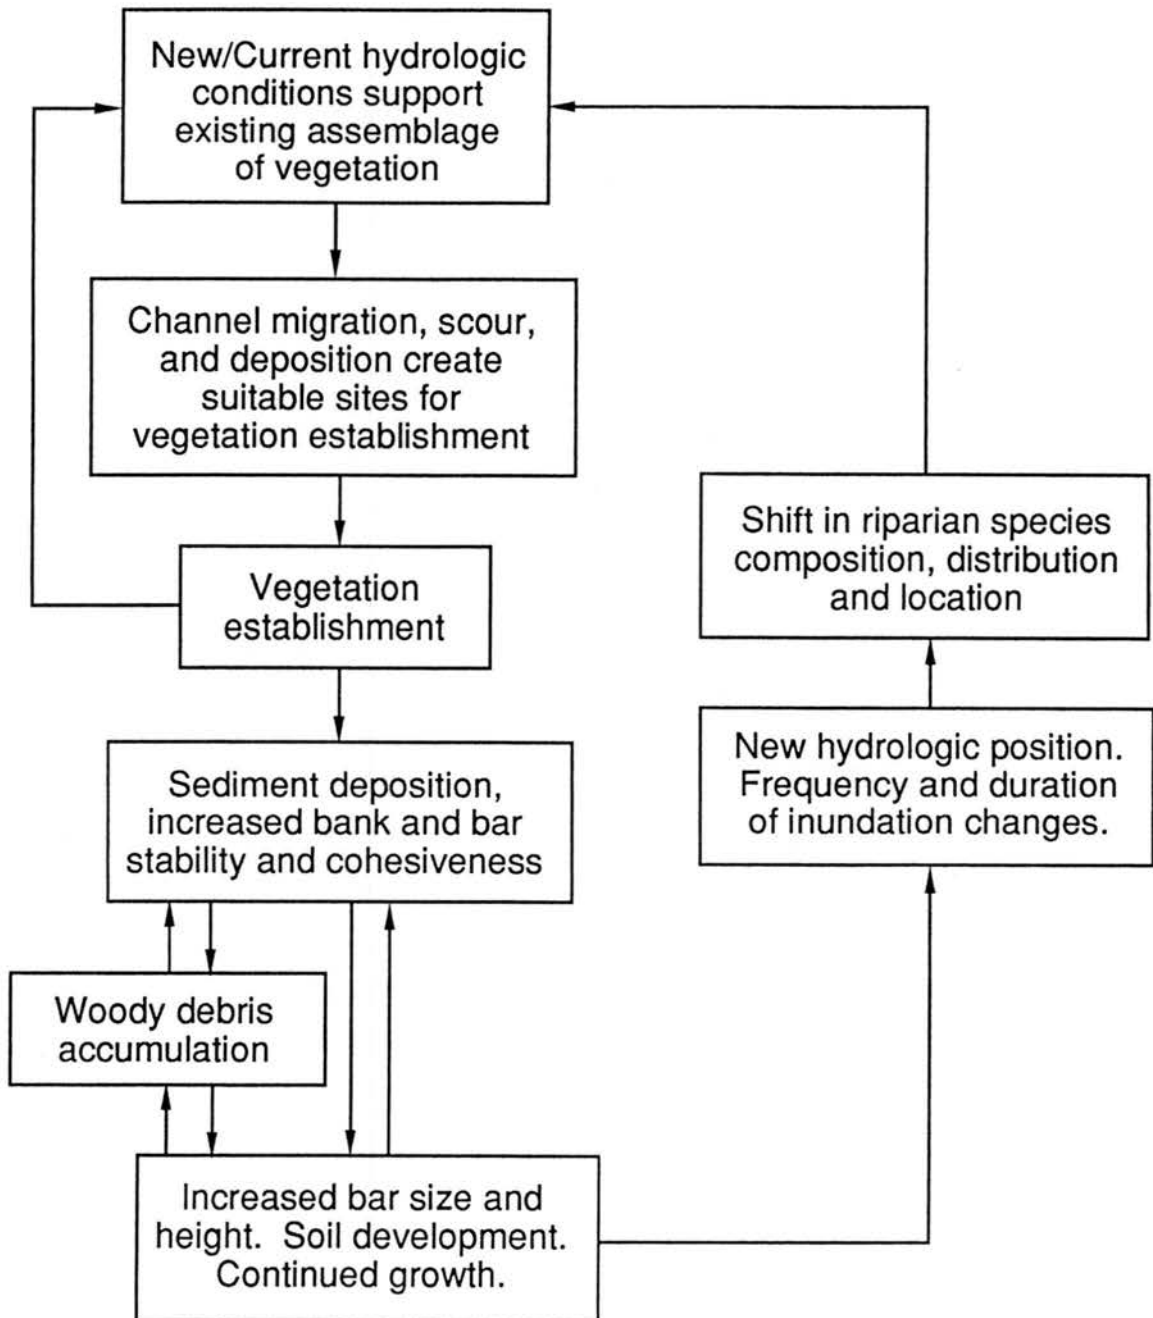 New/Current hydrologic
conditions support
existing assemblage
of vegetation
Channel migration, scour,
and deposition create
suitable sites for
vegetation establishment
Vegetation
establishment
Sediment deposition,
increased bank and bar
stability and cohesiveness
Woody debris
accumulation
Increased bar size and
height. Soil development.
Continued growth.
New hydrologic position.
Frequency and duration
of inundation changes.
Shift in riparian species
composition, distribution
and location